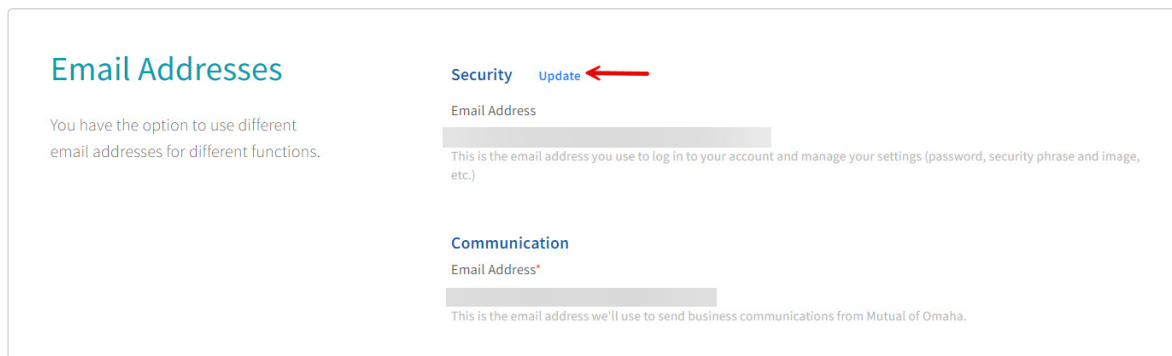 Email Addresses
You have the option to use different
email addresses for different functions.
Security Update
Email Address
This is the email address you use to log in to your account and manage your settings (password, security phrase and image,
etc.)
Communication
Email Address*
This is the email address we'll use to send business communications from Mutual of Omaha.